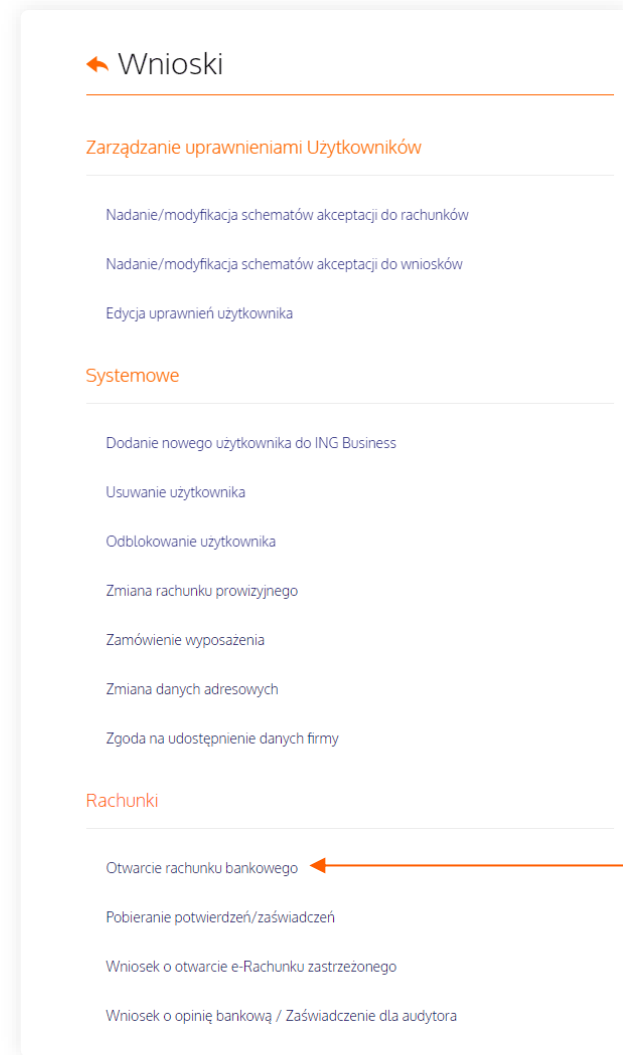 Wnioski
Zarządzanie uprawnieniami Użytkowników
Nadanie/modyfikacja schematów akceptacji do rachunków
Nadanie/modyfikacja schematów akceptacji do wniosków
Edycja uprawnień użytkownika
Systemowe
Dodanie nowego użytkownika do ING Business
Usuwanie użytkownika
Odblokowanie użytkownika
Zmiana rachunku prowizyjnego
Zamówienie wyposażenia
Zmiana danych adresowych
Zgoda na udostępnienie danych firmy
Rachunki
Otwarcie rachunku bankowego
Pobieranie potwierdzeń/zaświadczeń
Wniosek o otwarcie e-Rachunku zastrzeżonego
Wniosek o opinię bankową / Zaświadczenie dla audytora